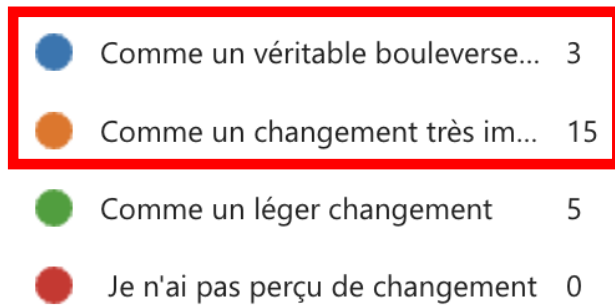 Comme un véritable bouleverse... 3
Comme un changement très im... 15
Comme un léger changement 5
Je n'ai pas perçu de changement 0